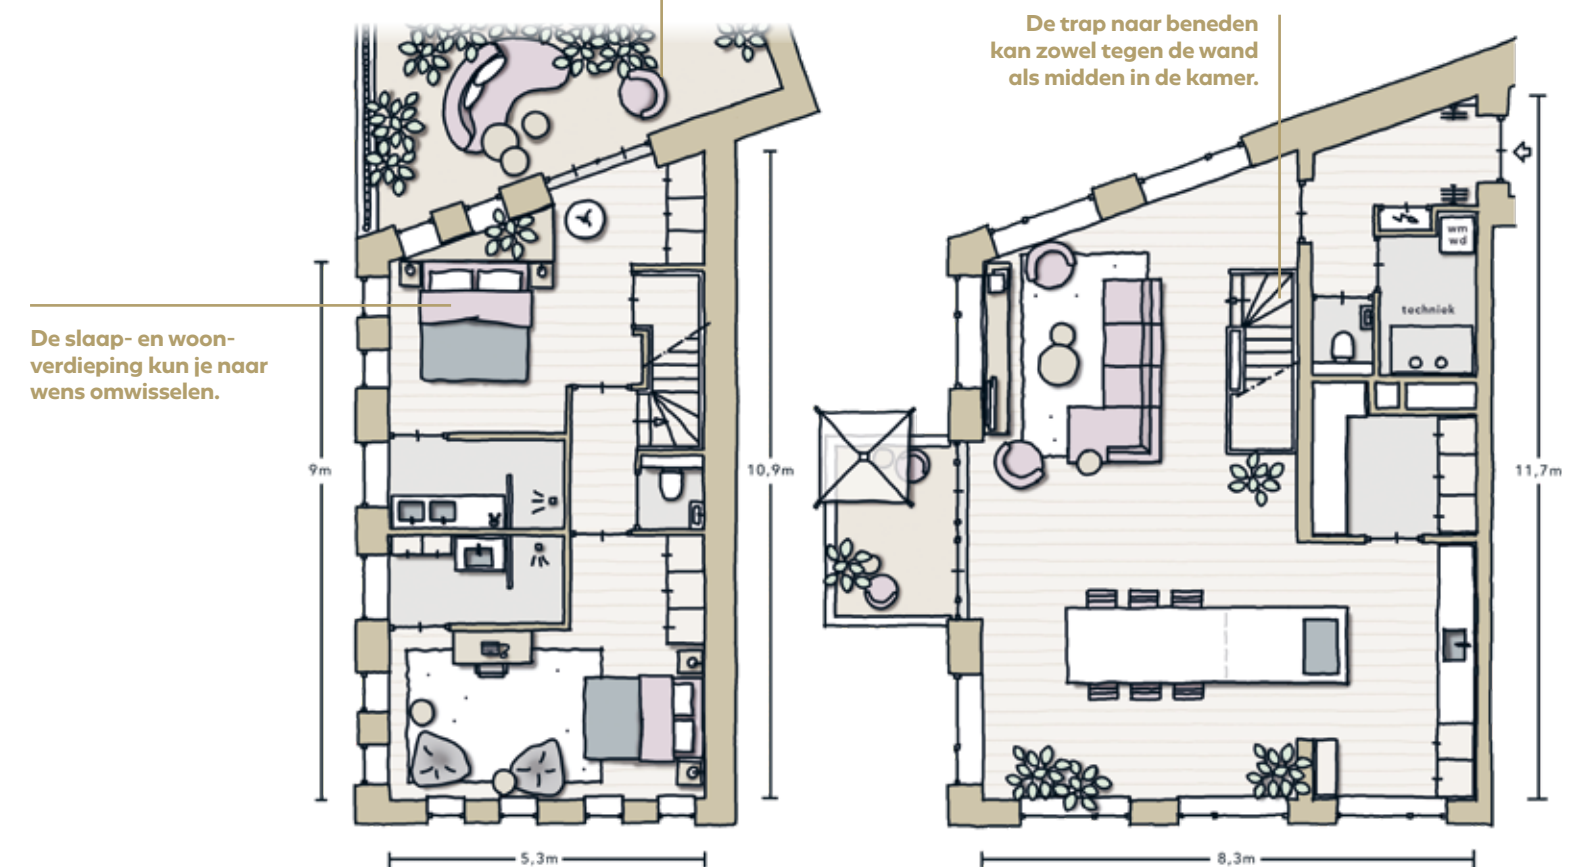 De trap naar beneden
kan zowel tegen de wand
als midden in de kamer.
De slaap- en woon-
verdieping kun je naar
wens omwisselen.
9m
10,9m
5,3m
wm
wd
techniek
11,7m
8,3m